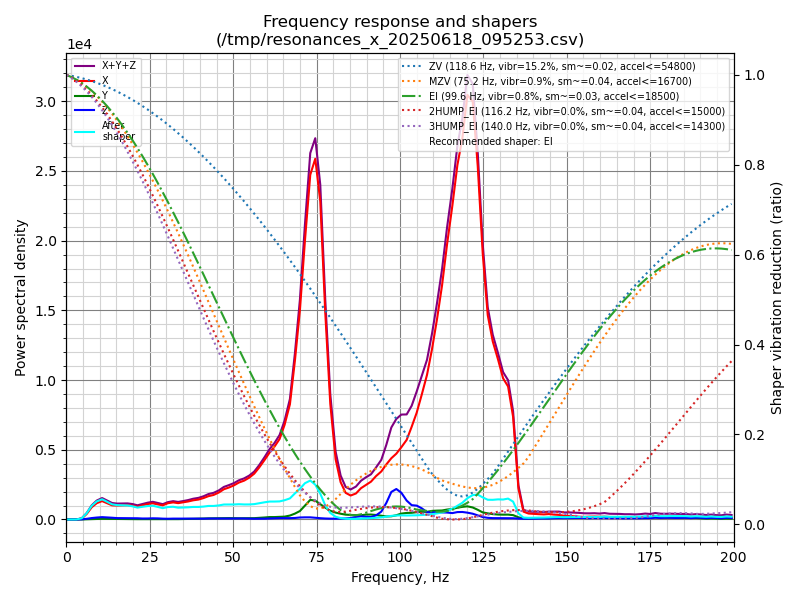 Frequency response and shapers
(/tmp/resonances_x_20250618_095253.csv)
1e4
X+Y+Z
X
Y
Z
After
shaper
ZV (118.6 Hz, vibr=15.2%, sm~=0.02, accel<=54800)
MZV (75.2 Hz, vibr=0.9%, sm~=0.04, accel<=16700)
EI (99.6 Hz, vibr=0.8%, sm~=0.03, accel<=18500)
2HUMP_EI (116.2 Hz, vibr=0.0%, sm~=0.04, accel<=15000)
3HUMP_EI (140.0 Hz, vibr=0.0%, sm~=0.04, accel<=14300)
Recommended shaper: EI
Power spectral density
3.0
2.5
2.0
1.5
1.0
0.5
0.0
0
25
50
75
100
125
150
175
200
Frequency, Hz
1.0
0.8
0.6
0.4
0.2
0.0
Shaper vibration reduction (ratio)